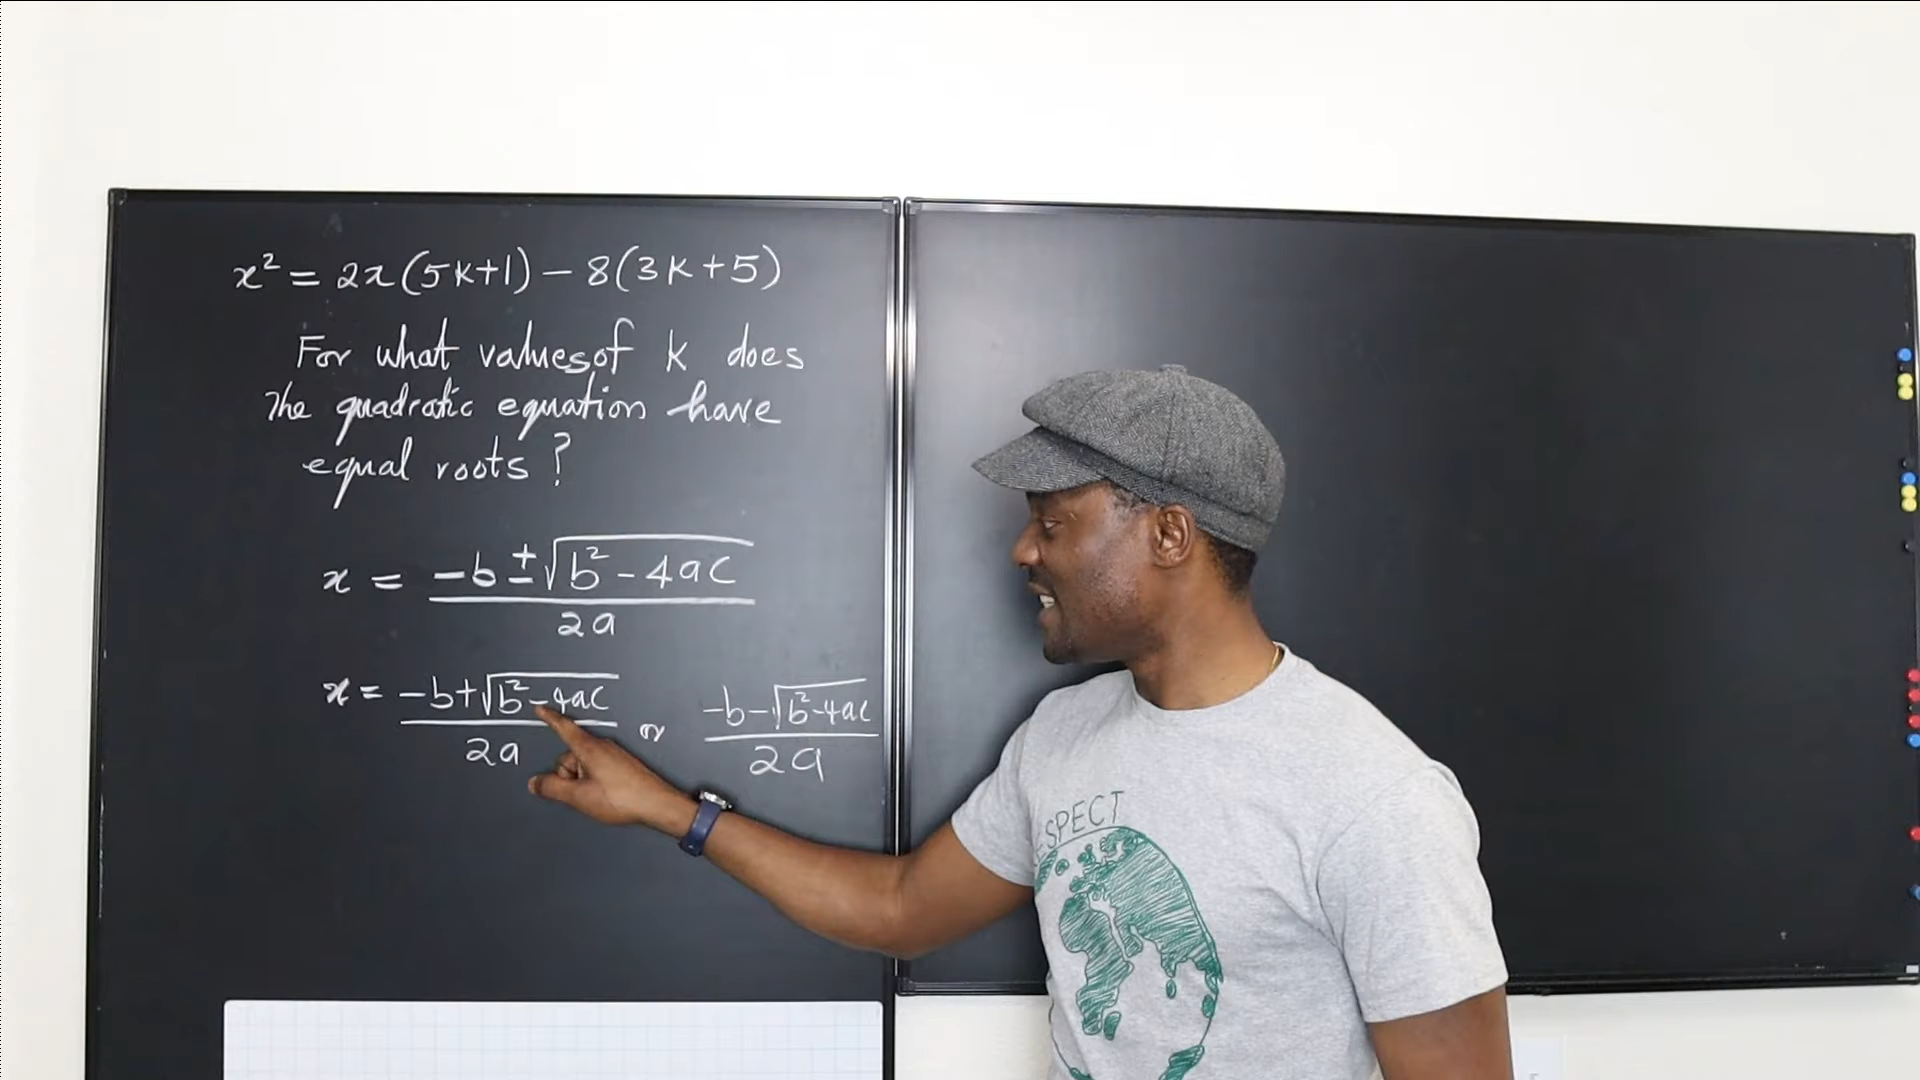 x² = 2x(5k+1) – 8(3k+5)
For what values of k does
the quadratic equation have
equal roots?
x = –b±√b²–4ac / 2a
x = –b+√b²–4ac / 2a or –b–√b²–4ac / 2a
ESPECT